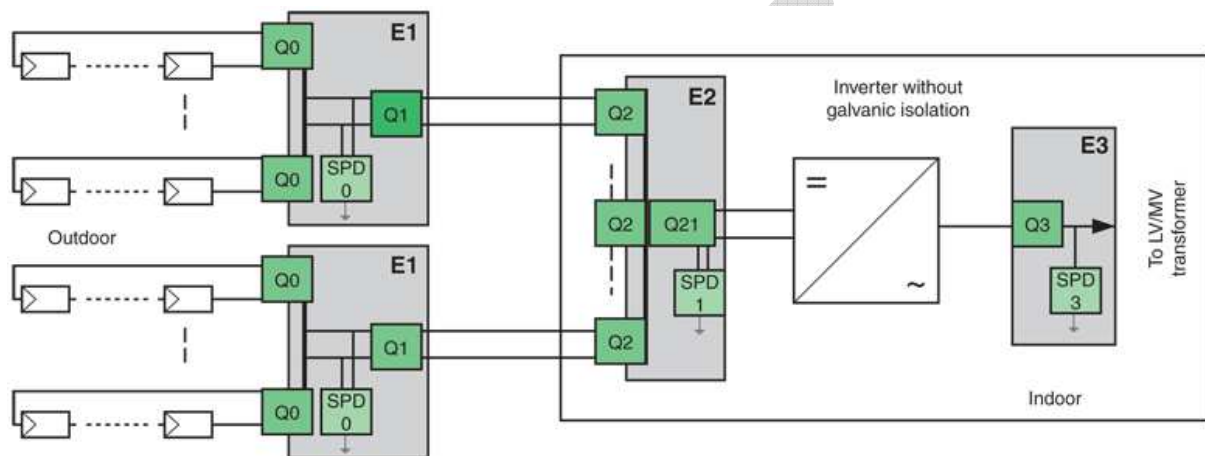 E1
Q0
Q1
SPD
0
Q0
Outdoor
E1
Q0
Q1
SPD
0
Q0
E2
Q2
Q2
Q21
SPD
1
Q2
Inverter without
galvanic isolation
=
~
E3
Q3
SPD
3
To LV/MV
transformer
Indoor